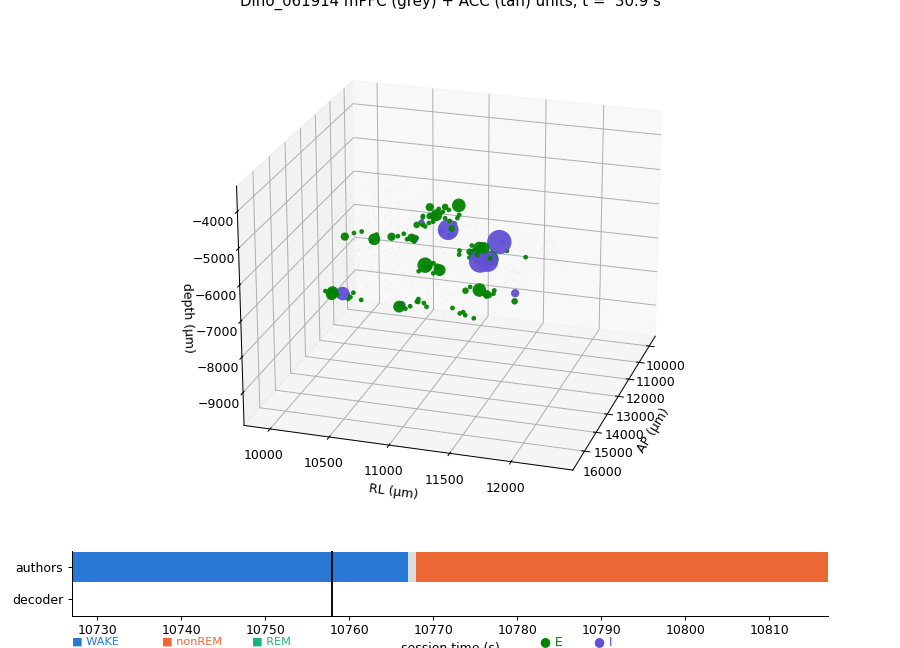 Dino_061914 mPFC (grey) + ACC (tan) units, t = 30.9 s
−4000
−5000
−6000
−7000
−8000
−9000
depth (μm)
10000
10500
11000
11500
12000
RL (μm)
10000
11000
12000
13000
14000
15000
16000
AP (μm)
authors
decoder
10730
10740
10750
10760
10770
10780
10790
10800
10810
session time (s)
WAKE
nonREM
REM
E
I